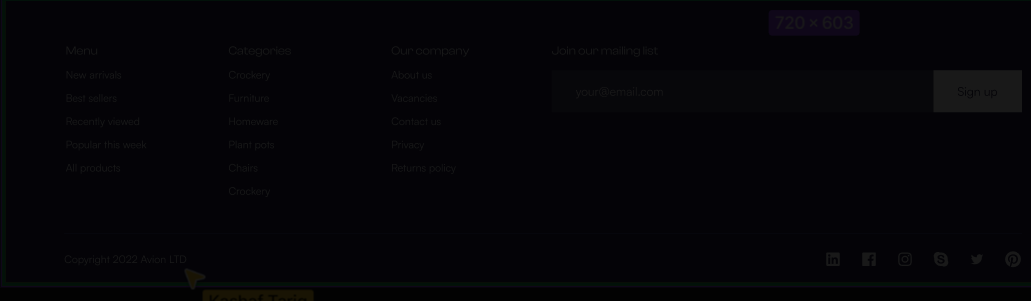 720 × 603
Menu
New arrivals
Best sellers
Recently viewed
Popular this week
All products
Categories
Crockery
Furniture
Homeware
Plant pots
Chairs
Crockery
Our company
About us
Vacancies
Contact us
Privacy
Returns policy
Join our mailing list
your@email.com
Sign up
Copyright 2022 Avion LTD